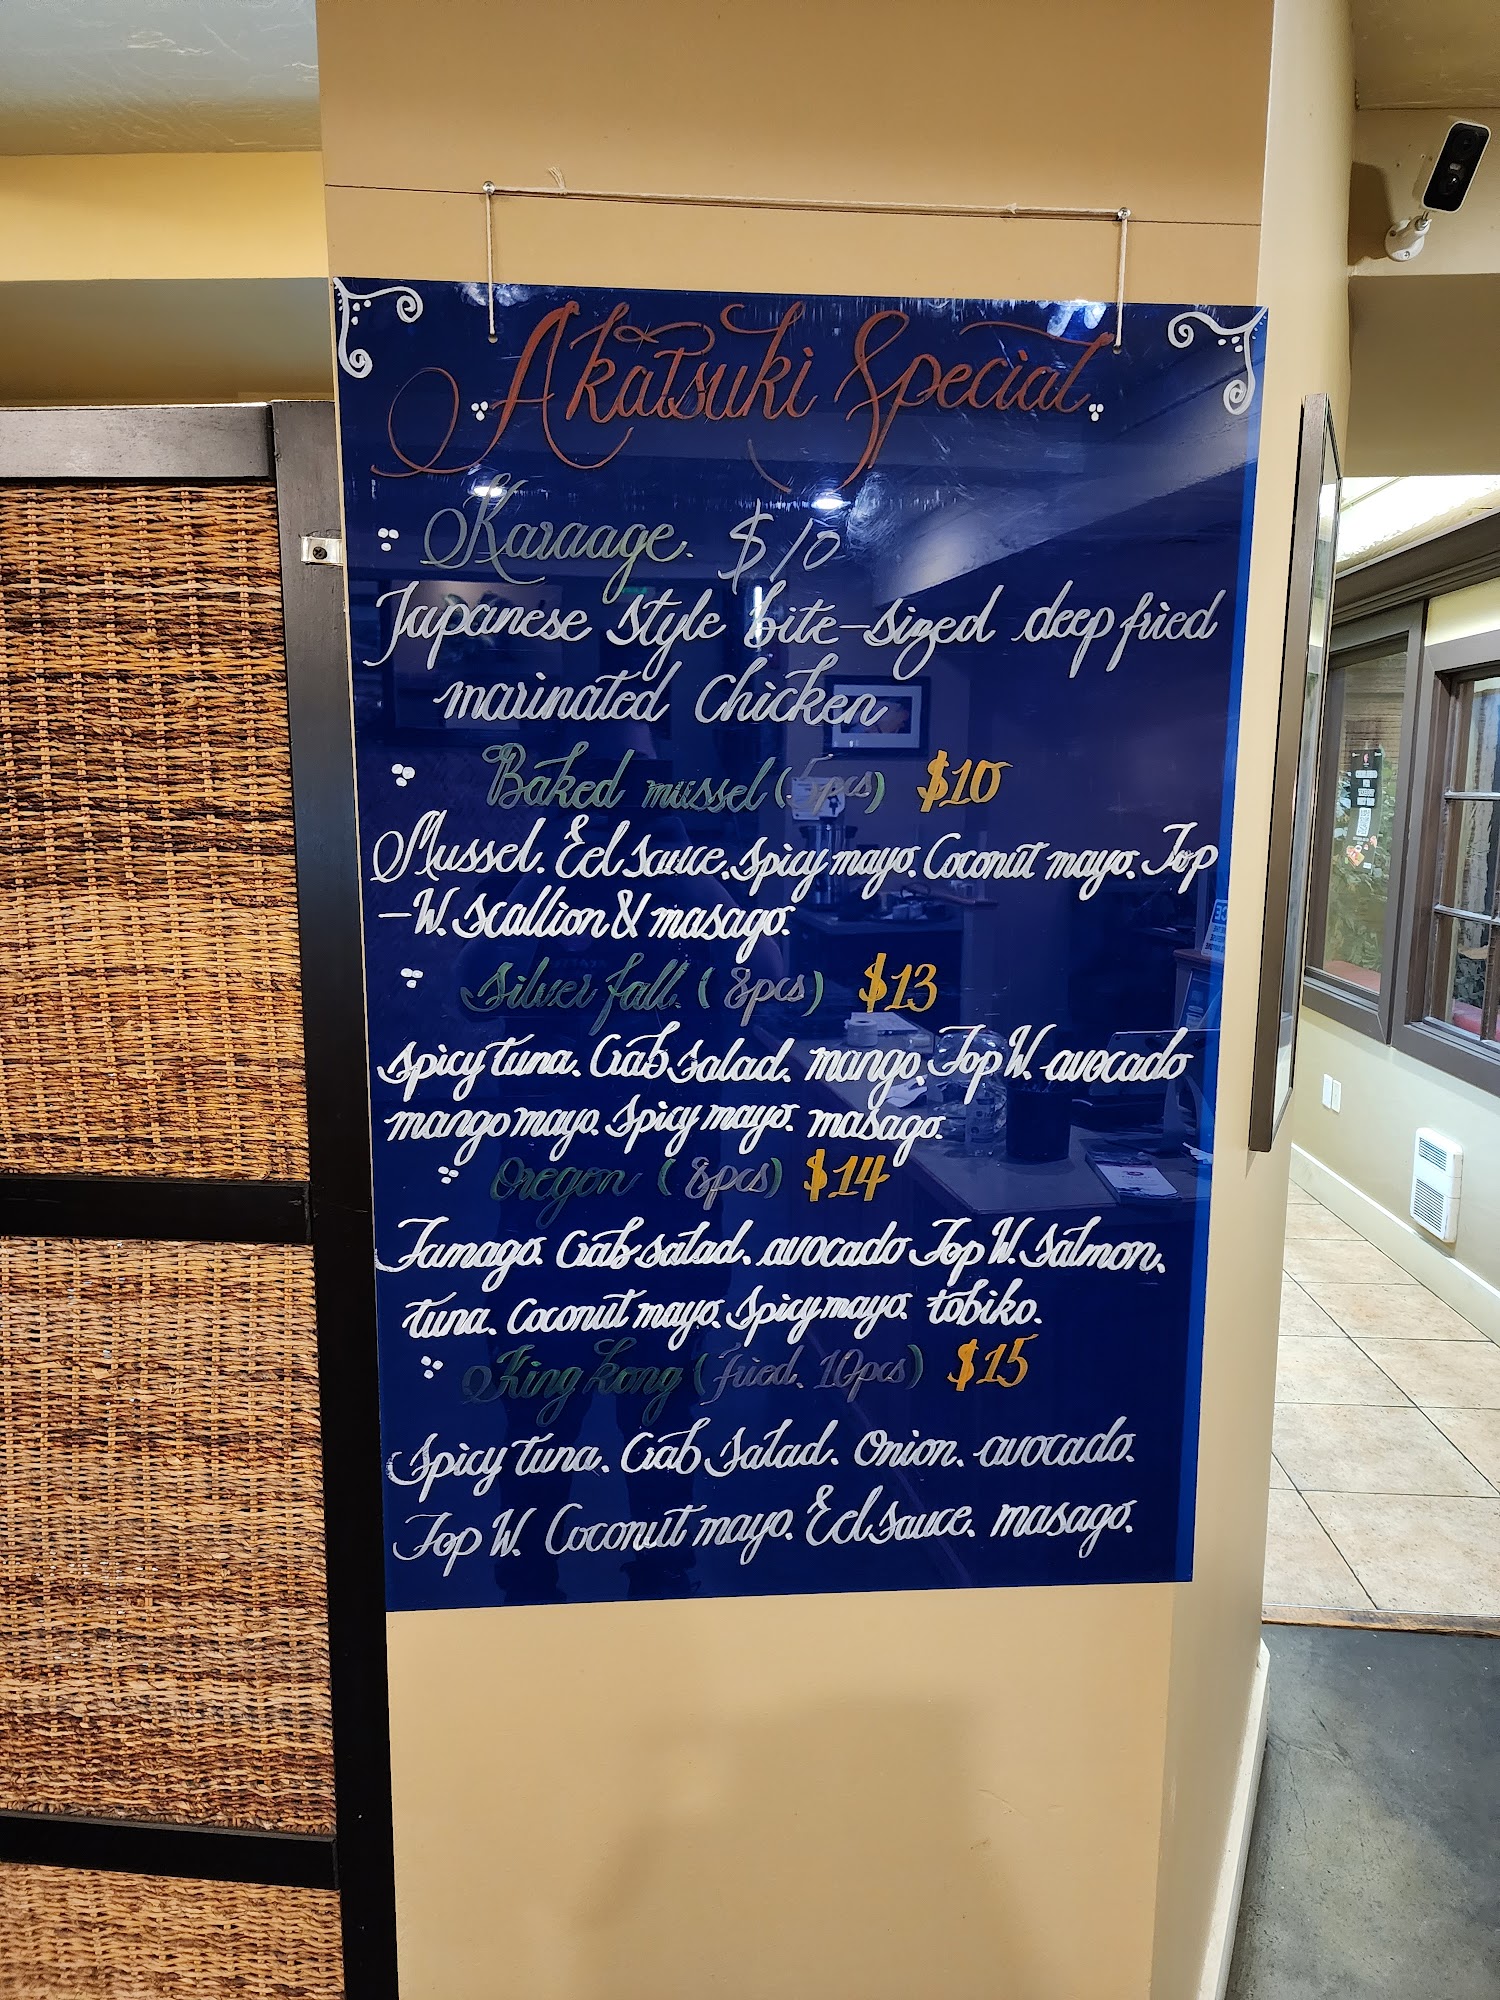 Akatsuki Special
Karaage. $10
Japanese style bite-sized deep fried
marinated Chicken
Baked mussel (5pcs) $10
Mussel. Eel sauce. spicy mayo. Coconut mayo. Top
-W. scallion & masago.
silver fall. (8pcs) $13
spicy tuna. Crab salad. mango. Top W. avocado
mango mayo. spicy mayo. masago.
Oregon (8pcs) $14
Tamago. Crab salad. avocado Top W. salmon.
tuna. Coconut mayo. spicy mayo. tobiko.
King kong (fried. 10pcs) $15
spicy tuna. Crab salad. Onion. avocado.
Top W. Coconut mayo. Eel sauce. masago.